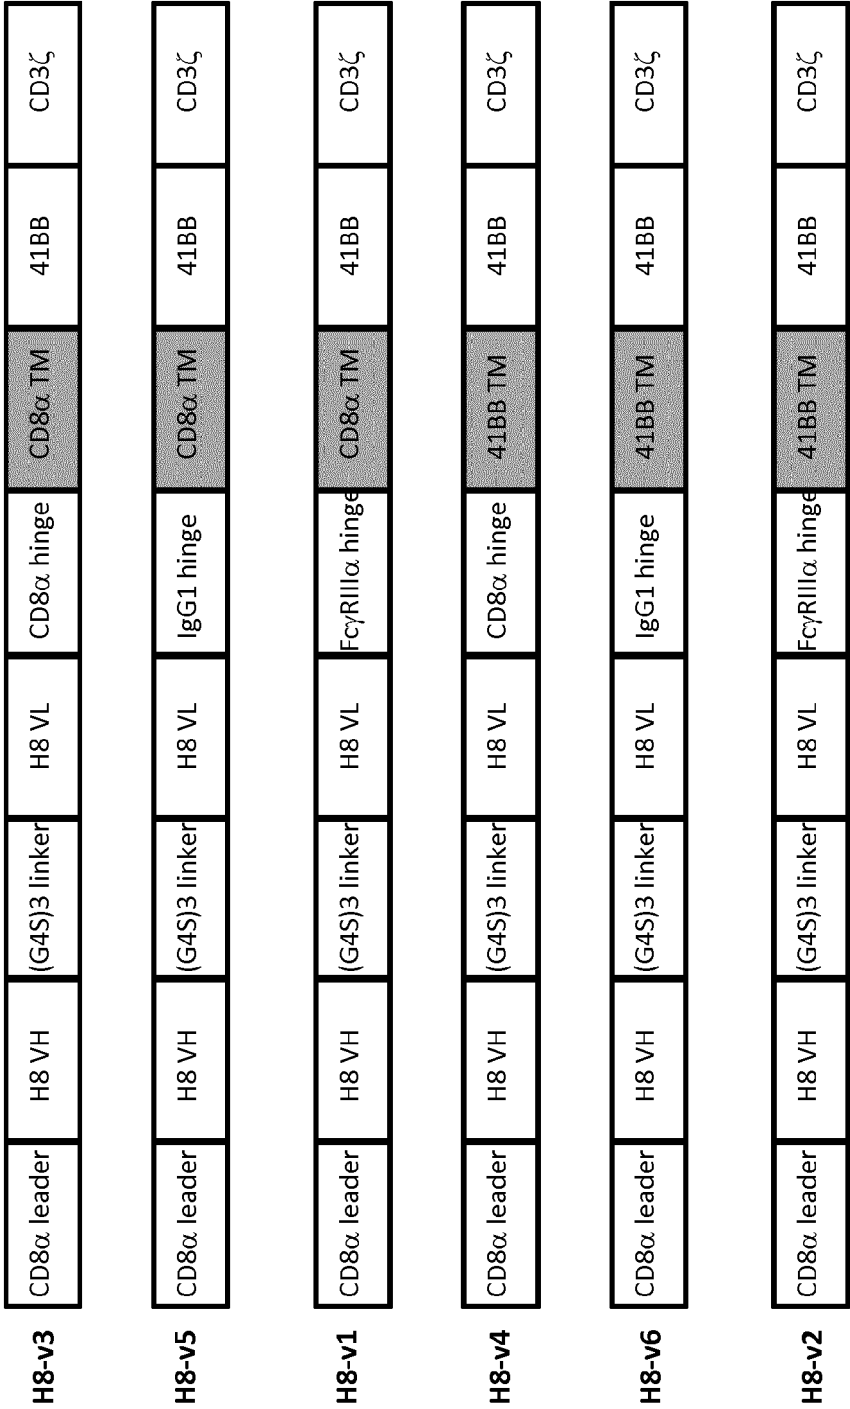 H8-v3 CD8α leader H8 VH (G4S)3 linker H8 VL CD8α hinge CD8α TM 41BB CD3ζ
H8-v5 CD8α leader H8 VH (G4S)3 linker H8 VL IgG1 hinge CD8α TM 41BB CD3ζ
H8-v1 CD8α leader H8 VH (G4S)3 linker H8 VL FcγRIIIα hinge CD8α TM 41BB CD3ζ
H8-v4 CD8α leader H8 VH (G4S)3 linker H8 VL CD8α hinge 41BB TM 41BB CD3ζ
H8-v6 CD8α leader H8 VH (G4S)3 linker H8 VL IgG1 hinge 41BB TM 41BB CD3ζ
H8-v2 CD8α leader H8 VH (G4S)3 linker H8 VL FcγRIIIα hinge 41BB TM 41BB CD3ζ